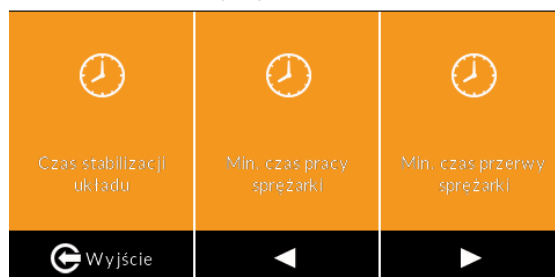 Czas stabilizacji
układu
Min. czas pracy
sprężarki
Min. czas przerwy
sprężarki
Wyjście